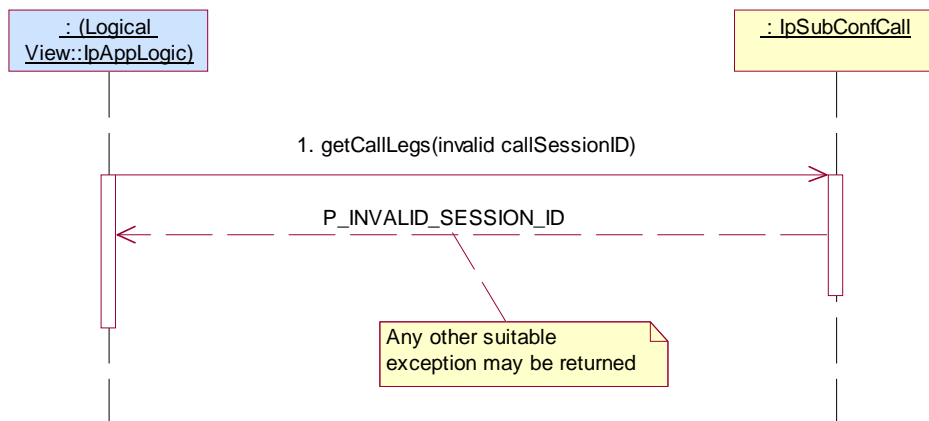 : (Logical
View::IpAppLogic)
: IpSubConfCall
1. getCallLegs(invalid callSessionID)
P_INVALID_SESSION_ID
Any other suitable
exception may be returned